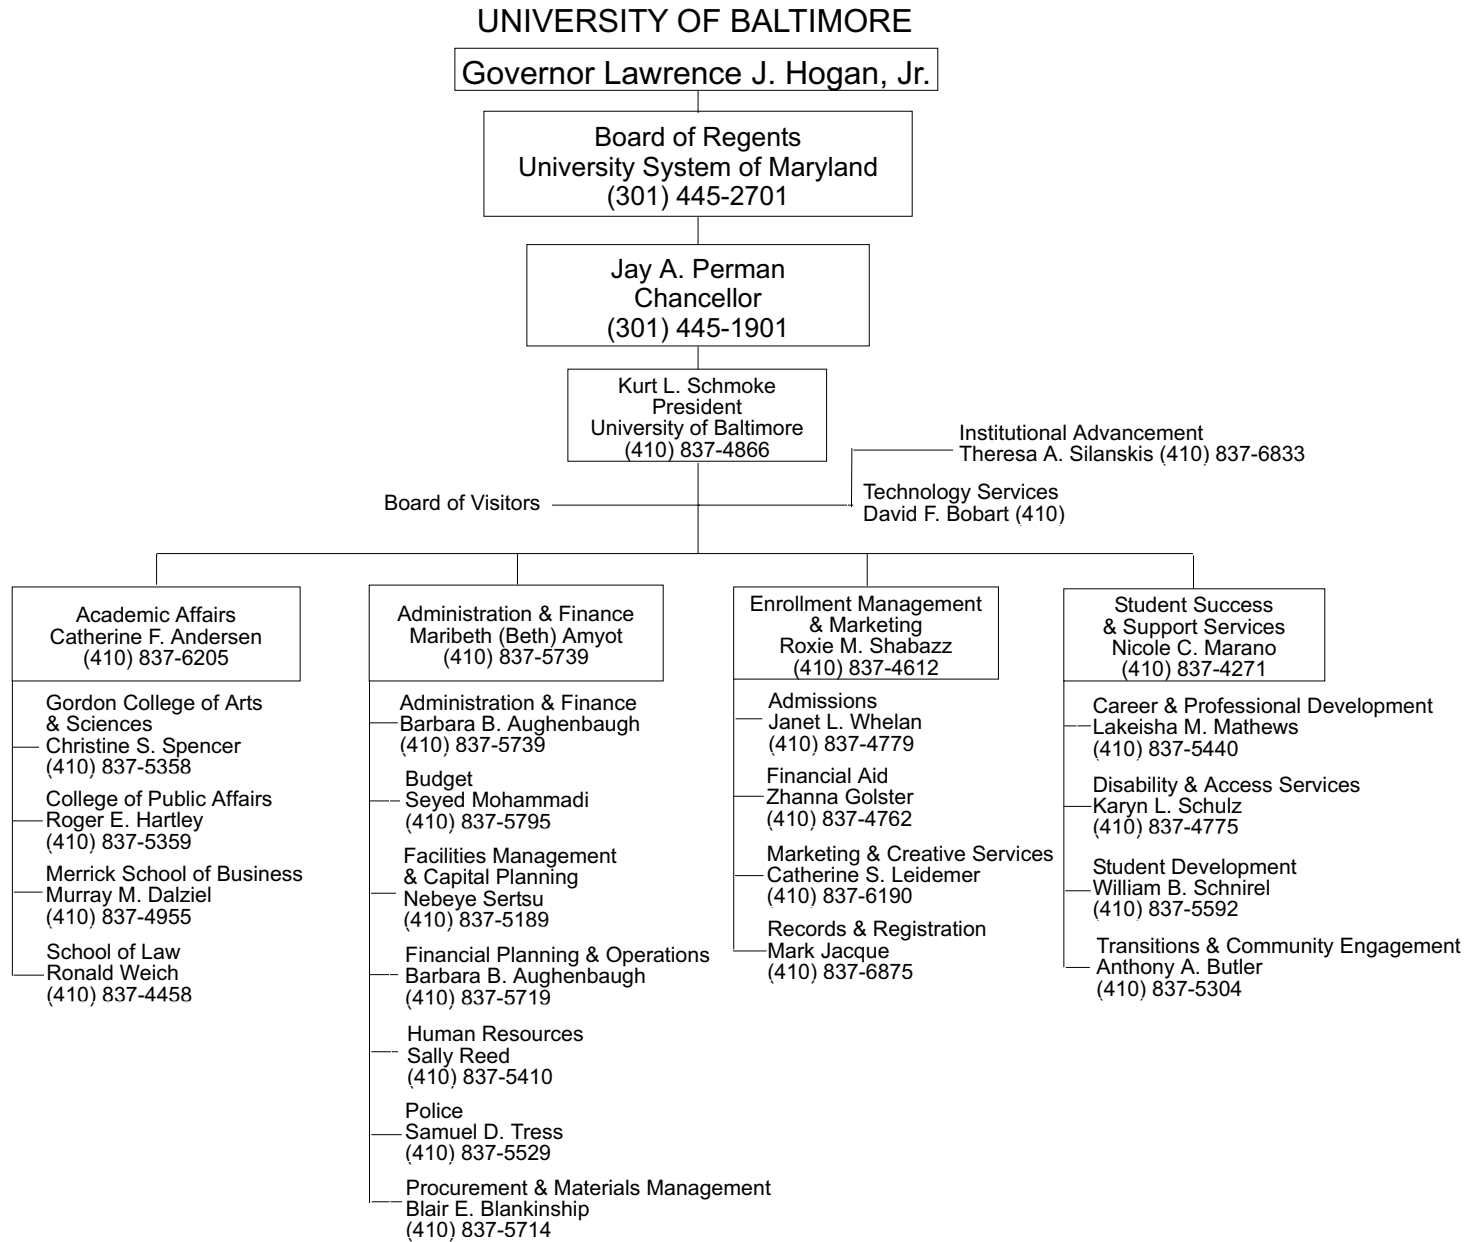 UNIVERSITY OF BALTIMORE
Governor Lawrence J. Hogan, Jr.
Board of Regents
University System of Maryland
(301) 445-2701
Jay A. Perman
Chancellor
(301) 445-1901
Kurt L. Schmoke
President
University of Baltimore
(410) 837-4866
Institutional Advancement
Theresa A. Silanskis (410) 837-6833
Board of Visitors
Technology Services
David F. Bobart (410)
Academic Affairs
Catherine F. Andersen
(410) 837-6205
Gordon College of Arts
& Sciences
Christine S. Spencer
(410) 837-5358
College of Public Affairs
Roger E. Hartley
(410) 837-5359
Merrick School of Business
Murray M. Dalziel
(410) 837-4955
School of Law
Ronald Weich
(410) 837-4458
Administration & Finance
Maribeth (Beth) Amyot
(410) 837-5739
Administration & Finance
Barbara B. Aughenbaugh
(410) 837-5739
Budget
Seyed Mohammadi
(410) 837-5795
Facilities Management
& Capital Planning
Nebeye Sertsu
(410) 837-5189
Financial Planning & Operations
Barbara B. Aughenbaugh
(410) 837-5719
Human Resources
Sally Reed
(410) 837-5410
Police
Samuel D. Tress
(410) 837-5529
Procurement & Materials Management
Blair E. Blankinship
(410) 837-5714
Enrollment Management
& Marketing
Roxie M. Shabazz
(410) 837-4612
Admissions
Janet L. Whelan
(410) 837-4779
Financial Aid
Zhanna Golster
(410) 837-4762
Marketing & Creative Services
Catherine S. Leidemer
(410) 837-6190
Records & Registration
Mark Jacque
(410) 837-6875
Student Success
& Support Services
Nicole C. Marano
(410) 837-4271
Career & Professional Development
Lakeisha M. Mathews
(410) 837-5440
Disability & Access Services
Karyn L. Schulz
(410) 837-4775
Student Development
William B. Schnirel
(410) 837-5592
Transitions & Community Engagement
Anthony A. Butler
(410) 837-5304